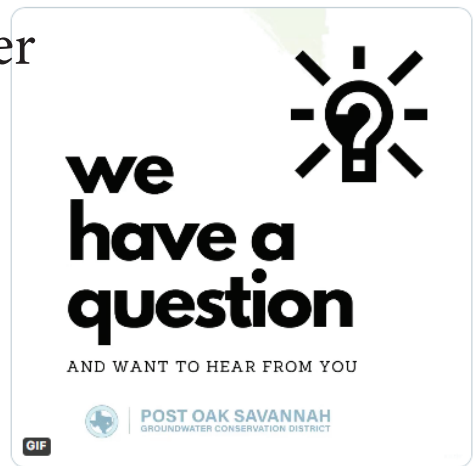 er
we
have a
question
AND WANT TO HEAR FROM YOU
POST OAK SAVANNAH
GROUNDWATER CONSERVATION DISTRICT
GIF